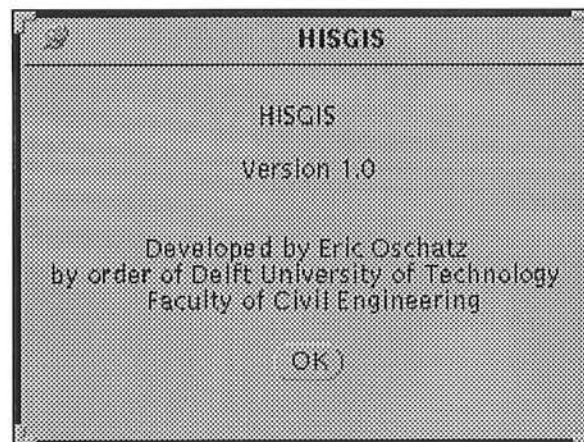 HISGIS
HISGIS
Version 1.0
Developed by Eric Oschatz
by order of Delft University of Technology
Faculty of Civil Engineering
OK